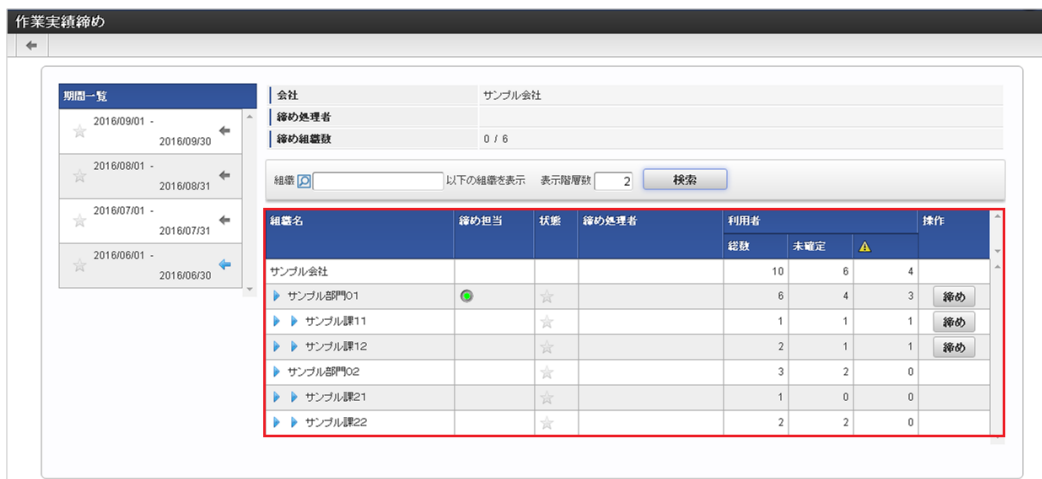 作業実績締め
期間一覧
2016/09/01 -
2016/09/30
2016/08/01 -
2016/08/31
2016/07/01 -
2016/07/31
2016/06/01 -
2016/06/30
会社 サンプル会社
締め処理者
締め組織数 0 / 6
組織 以下の組織を表示 表示階層数 2 検索
組織名 締め担当 状態 締め処理者 利用者 操作
総数 未確定
サンプル会社 10 6 4
サンプル部門01 6 4 3 締め
サンプル課11 1 1 1 締め
サンプル課12 2 1 1 締め
サンプル部門02 3 2 0
サンプル課21 1 0 0
サンプル課22 2 2 0